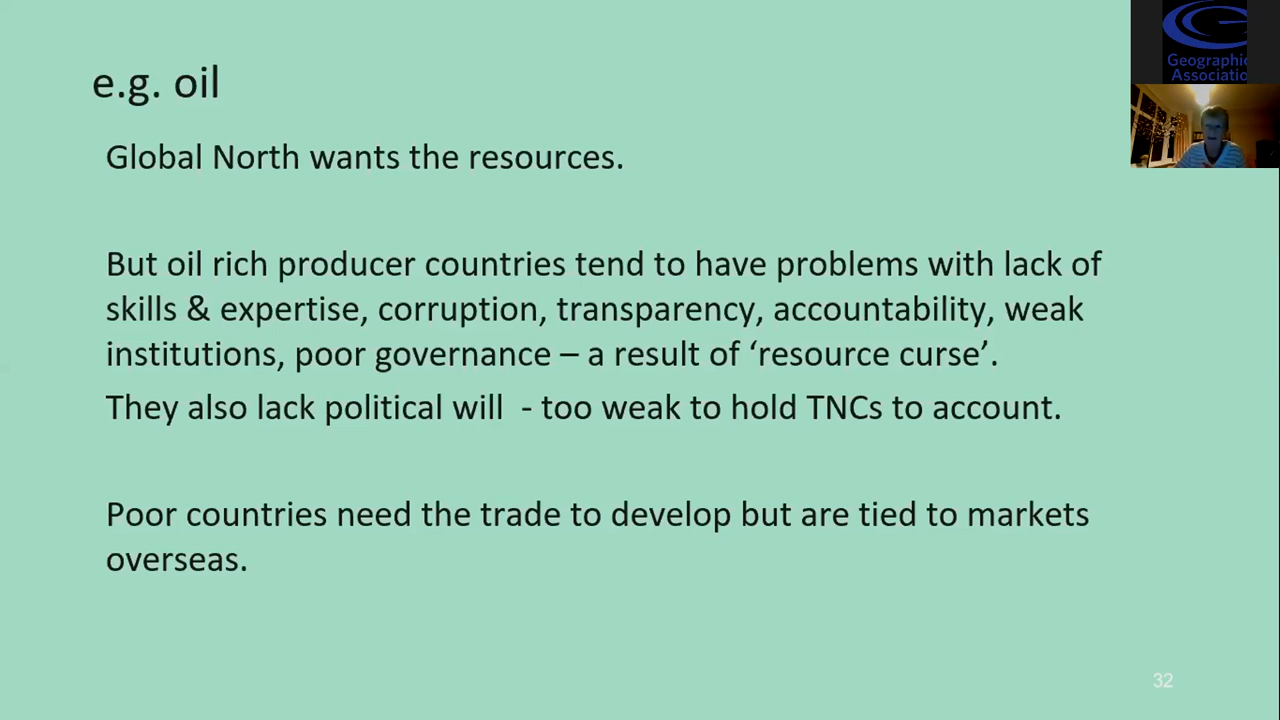 Geographic
Associatio
e.g. oil
Global North wants the resources.
But oil rich producer countries tend to have problems with lack of
skills & expertise, corruption, transparency, accountability, weak
institutions, poor governance – a result of ‘resource curse’.
They also lack political will - too weak to hold TNCs to account.
Poor countries need the trade to develop but are tied to markets
overseas.
32